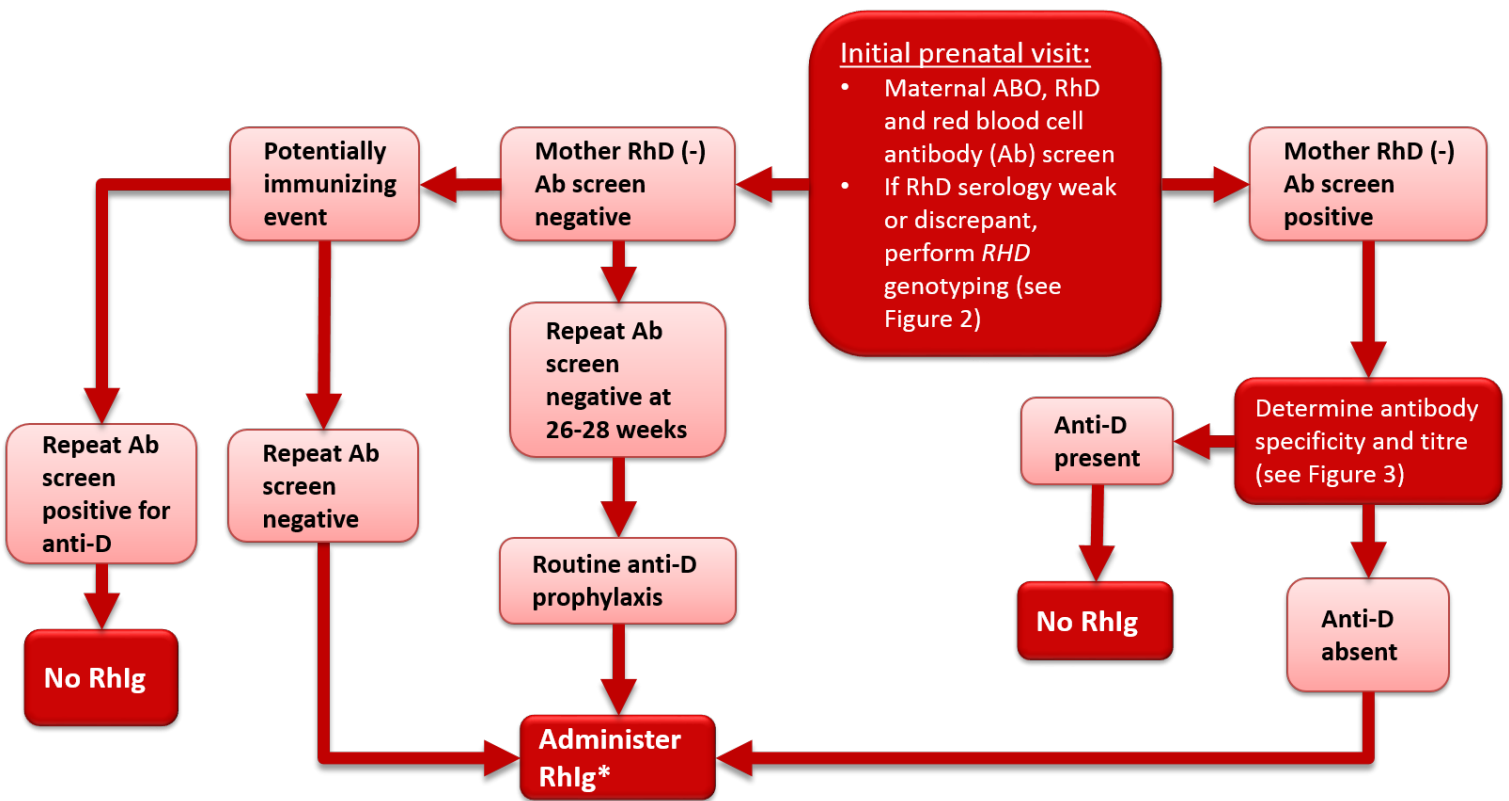 Initial prenatal visit:
• Maternal ABO, RhD
and red blood cell
antibody (Ab) screen
• If RhD serology weak
or discrepant,
perform RHD
genotyping (see
Figure 2)
Potentially
immunizing
event
Mother RhD (-)
Ab screen
negative
Mother RhD (-)
Ab screen
positive
Repeat Ab
screen
negative at
26-28 weeks
Repeat Ab
screen
positive for
anti-D
Repeat Ab
screen
negative
Anti-D
present
Determine antibody
specificity and titre
(see Figure 3)
Routine anti-D
prophylaxis
No RhIg
No RhIg
Anti-D
absent
Administer
RhIg*